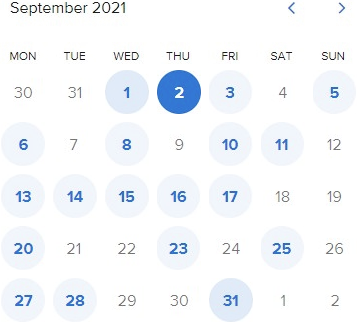 September 2021
MON TUE WED THU FRI SAT SUN
30 31 1 2 3 4 5
6 7 8 9 10 11 12
13 14 15 16 17 18 19
20 21 22 23 24 25 26
27 28 29 30 31 1 2